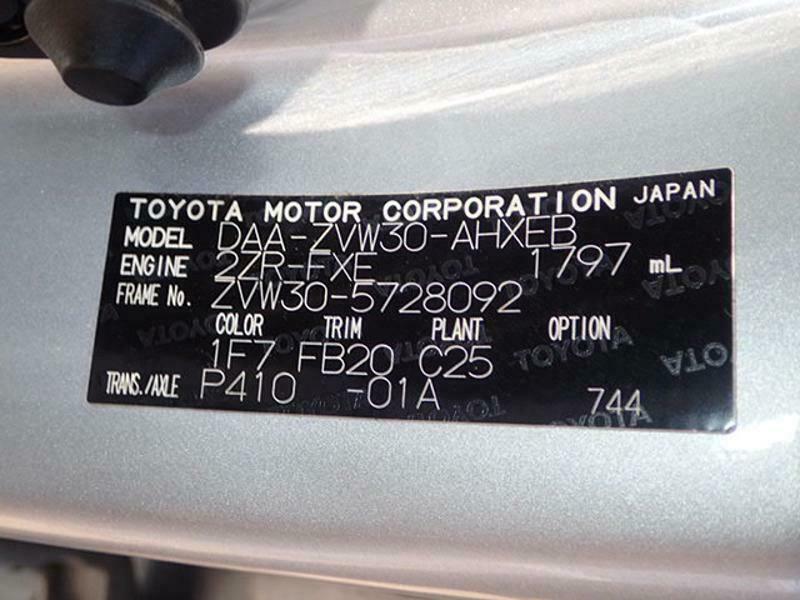 TOYOTA MOTOR CORPORATION JAPAN
MODEL DAA-ZVW30-AHXEB
ENGINE 2ZR-FXE 1797 mL
FRAME No. ZVW30-5728092
COLOR TRIM PLANT OPTION
1F7 FB20 C25
TRANS./AXLE P410 -01A 744